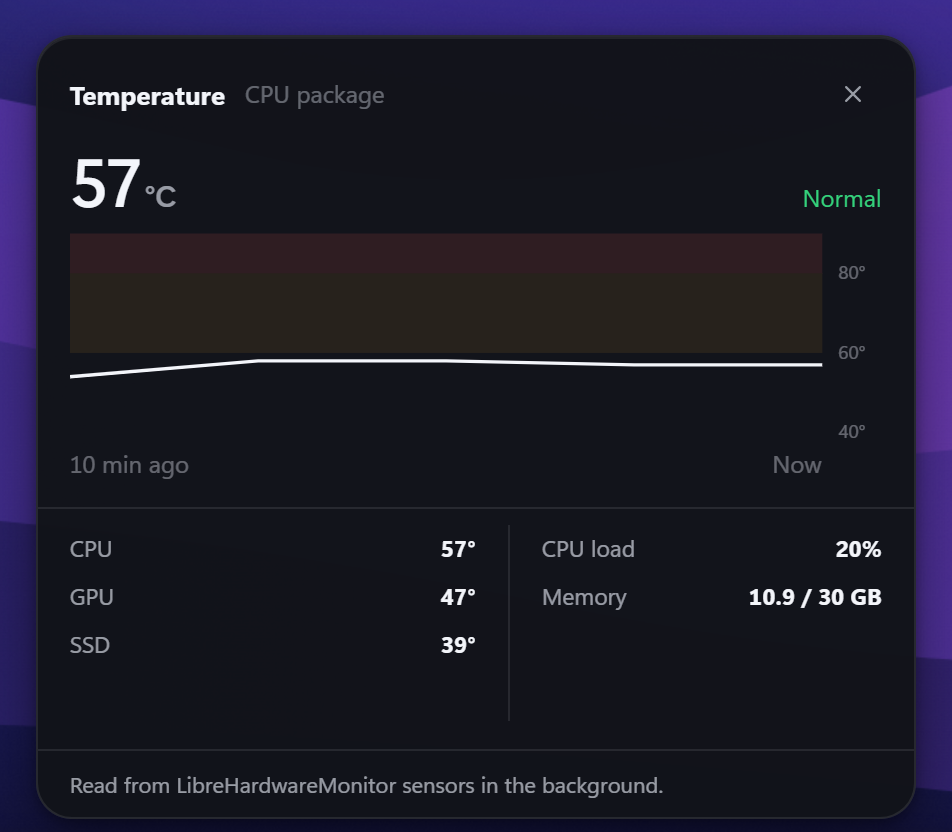 Temperature CPU package
57 °C
Normal
80°
60°
40°
10 min ago Now
CPU 57°
GPU 47°
SSD 39°
CPU load 20%
Memory 10.9 / 30 GB
Read from LibreHardwareMonitor sensors in the background.